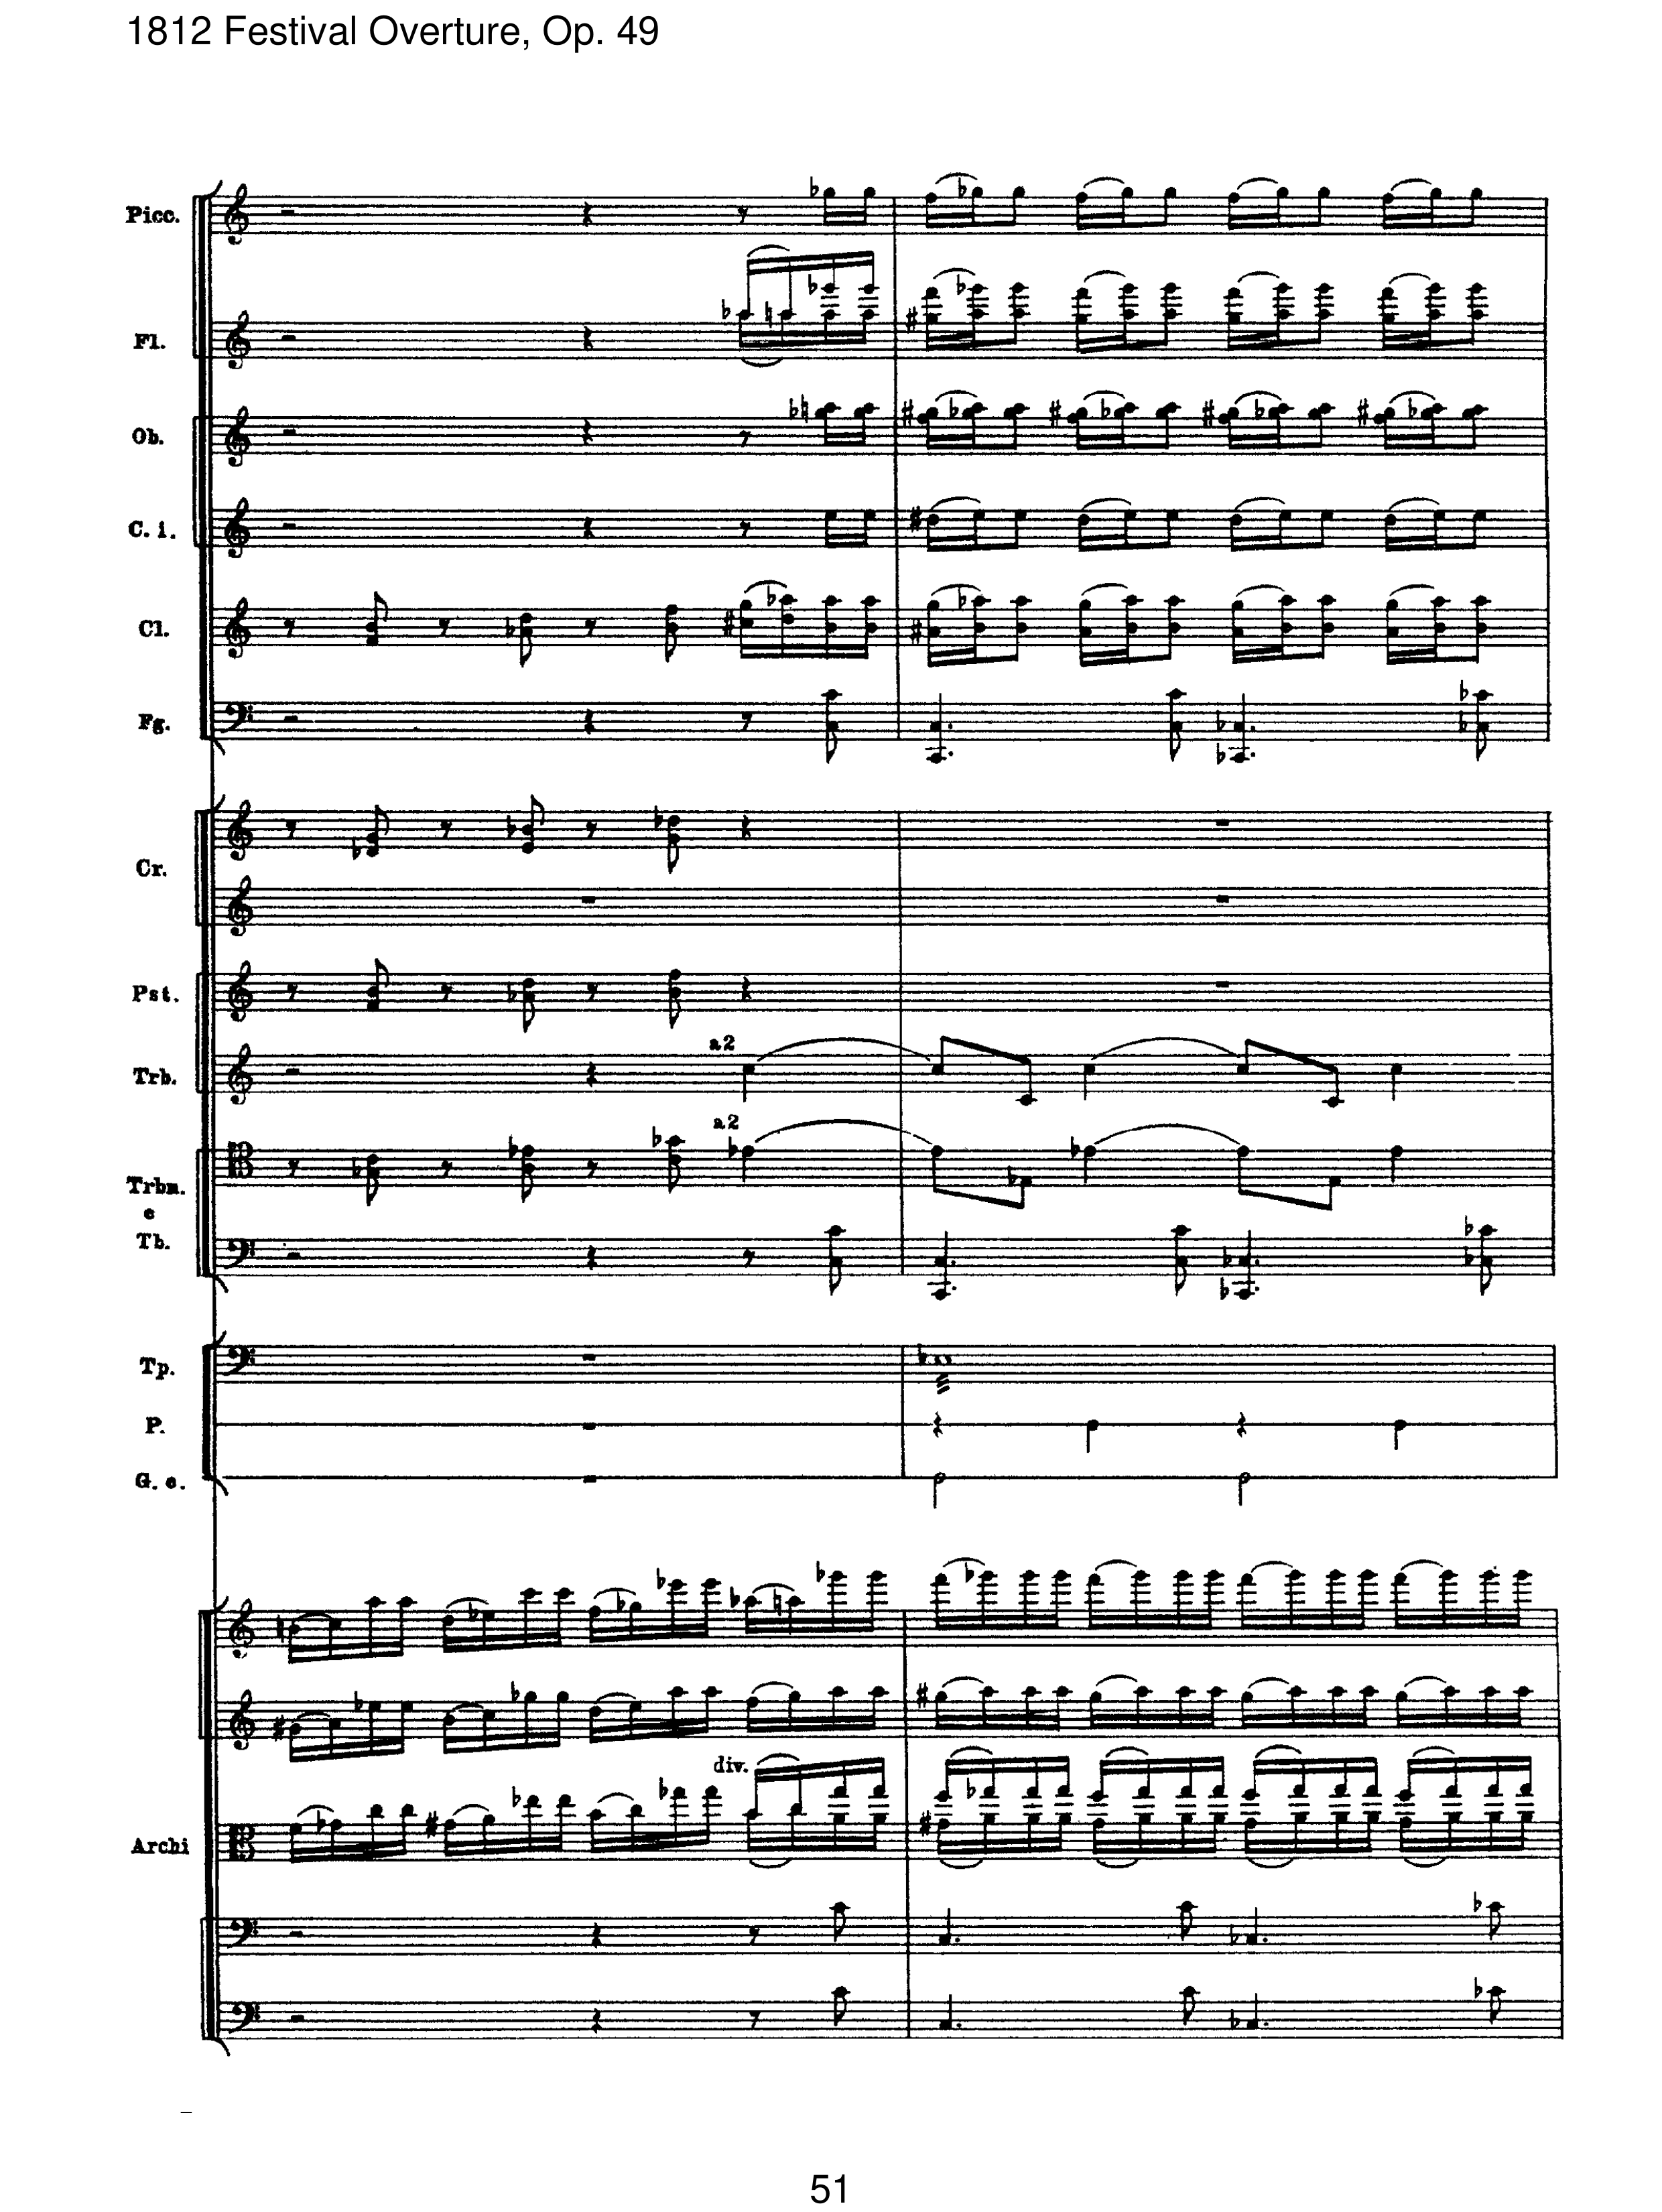 1812 Festival Overture, Op. 49
Picc.
Fl.
Ob.
C. i.
Cl.
Fg.
Cr.
Pst.
a2
Trb.
a2
Trbn.
e
Tb.
Tp.
P.
G. c.
div.
Archi
51